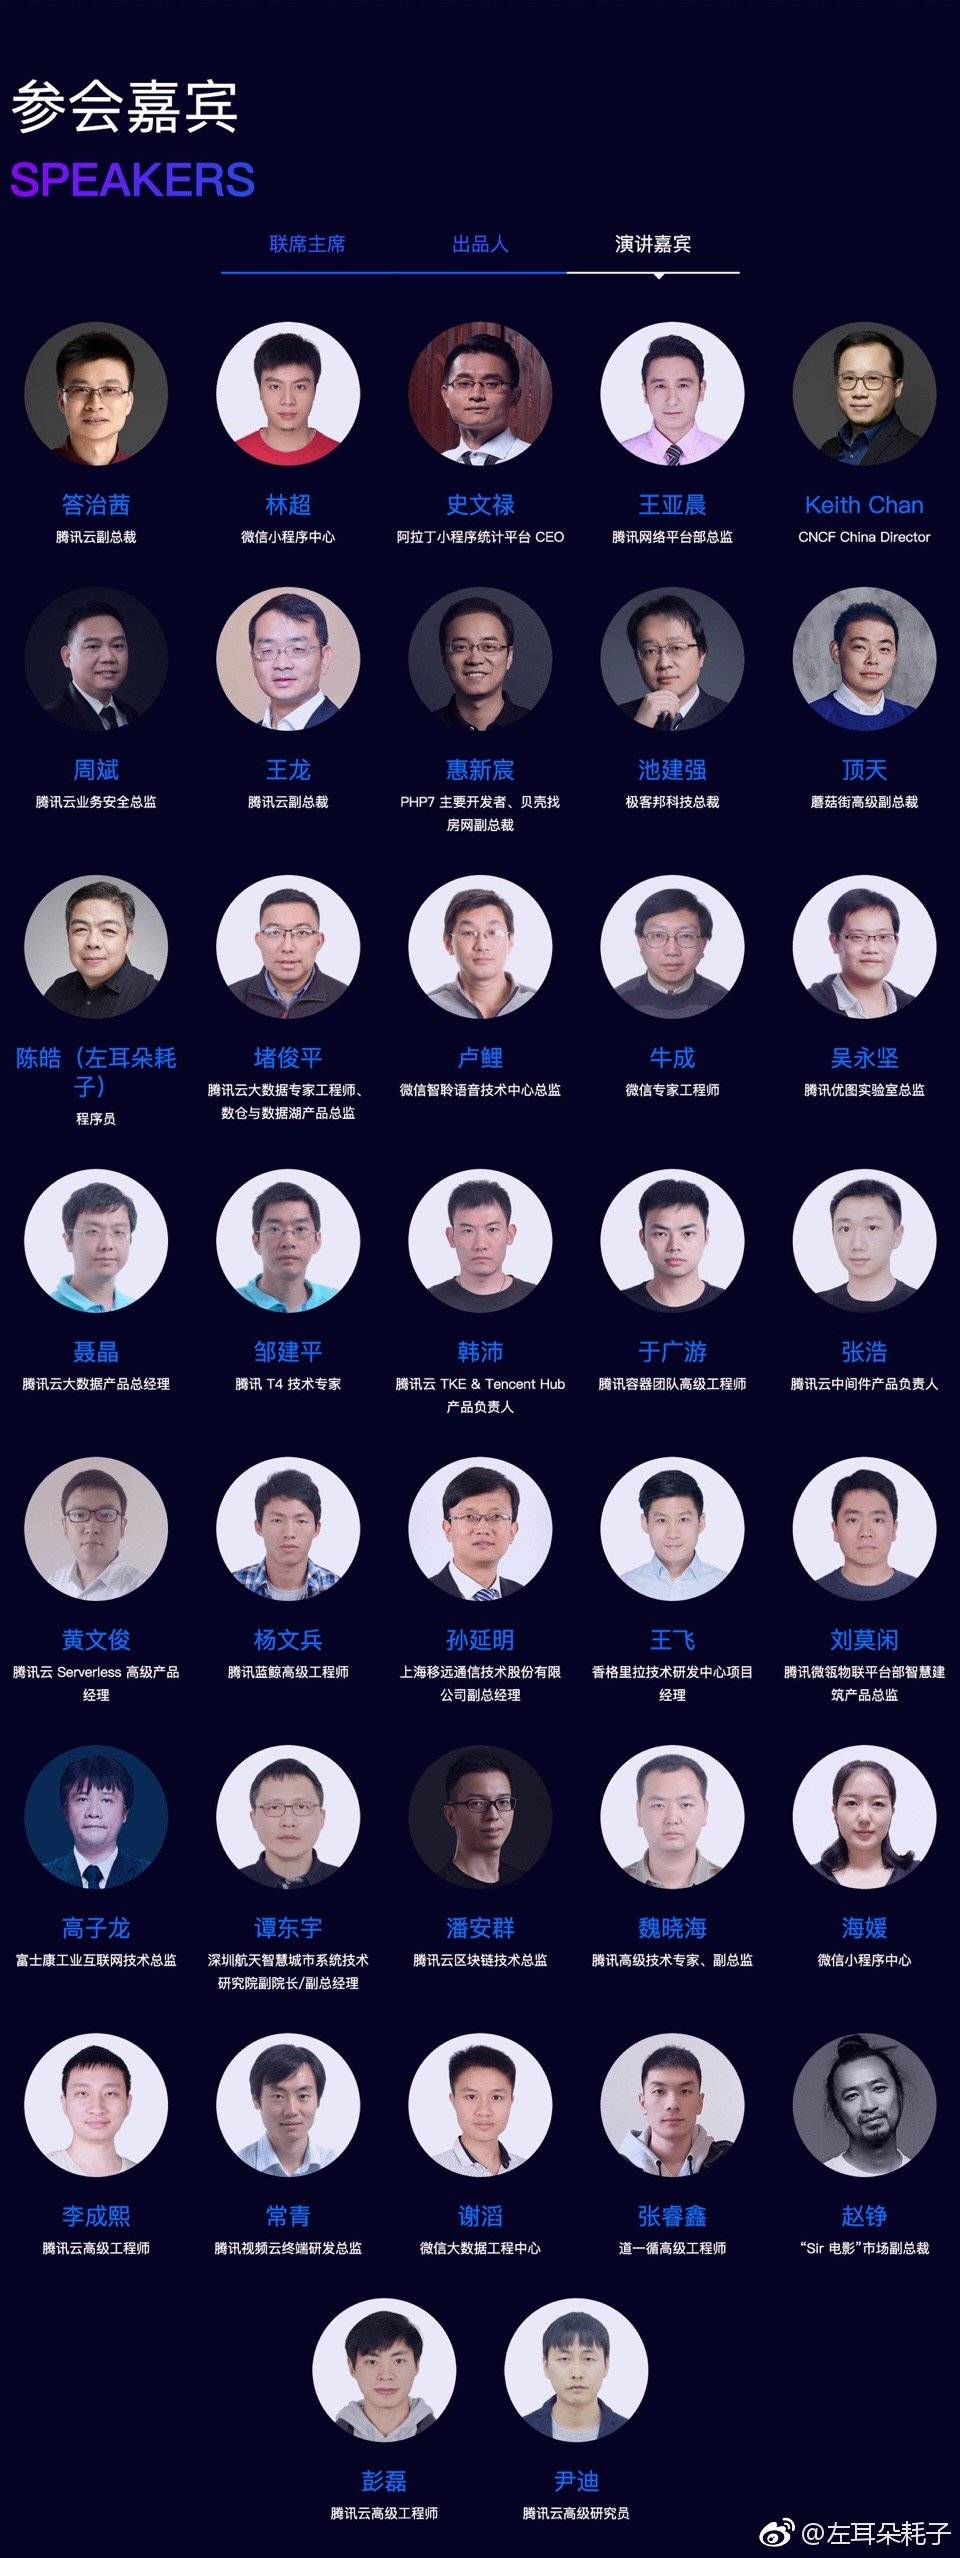 参会嘉宾
SPEAKERS
联席主席 出品人 演讲嘉宾
答治茜 林超 史文禄 王亚晨 Keith Chan
腾讯云副总裁 微信小程序中心 阿拉丁小程序统计平台 CEO 腾讯网络平台部总监 CNCF China Director
周斌 王龙 惠新宸 池建强 顶天
腾讯云业务安全总监 腾讯云副总裁 PHP7 主要开发者、贝壳找 极客邦科技总裁 蘑菇街高级副总裁
房网副总裁
陈皓（左耳朵耗 堵俊平 卢鲤 牛成 吴永坚
子） 腾讯云大数据专家工程师、 微信智聆语音技术中心总监 微信专家工程师 腾讯优图实验室总监
程序员 数仓与数据湖产品总监
聂晶 邹建平 韩沛 于广游 张浩
腾讯云大数据产品总经理 腾讯 T4 技术专家 腾讯云 TKE & Tencent Hub 腾讯容器团队高级工程师 腾讯云中间件产品负责人
产品负责人
黄文俊 杨文兵 孙延明 王飞 刘莫闲
腾讯云 Serverless 高级产品 腾讯蓝鲸高级工程师 上海移远通信技术股份有限 香格里拉技术研发中心项目 腾讯微瓴物联平台部智慧建
经理 公司副总经理 经理 筑产品总监
高子龙 谭东宇 潘安群 魏晓海 海媛
富士康工业互联网技术总监 深圳航天智慧城市系统技术 腾讯云区块链技术总监 腾讯高级技术专家、副总监 微信小程序中心
研究院副院长/副总经理
李成熙 常青 谢滔 张睿鑫 赵铮
腾讯云高级工程师 腾讯视频云终端研发总监 微信大数据工程中心 道一循高级工程师 “Sir 电影”市场副总裁
彭磊 尹迪
腾讯云高级工程师 腾讯云高级研究员
@左耳朵耗子